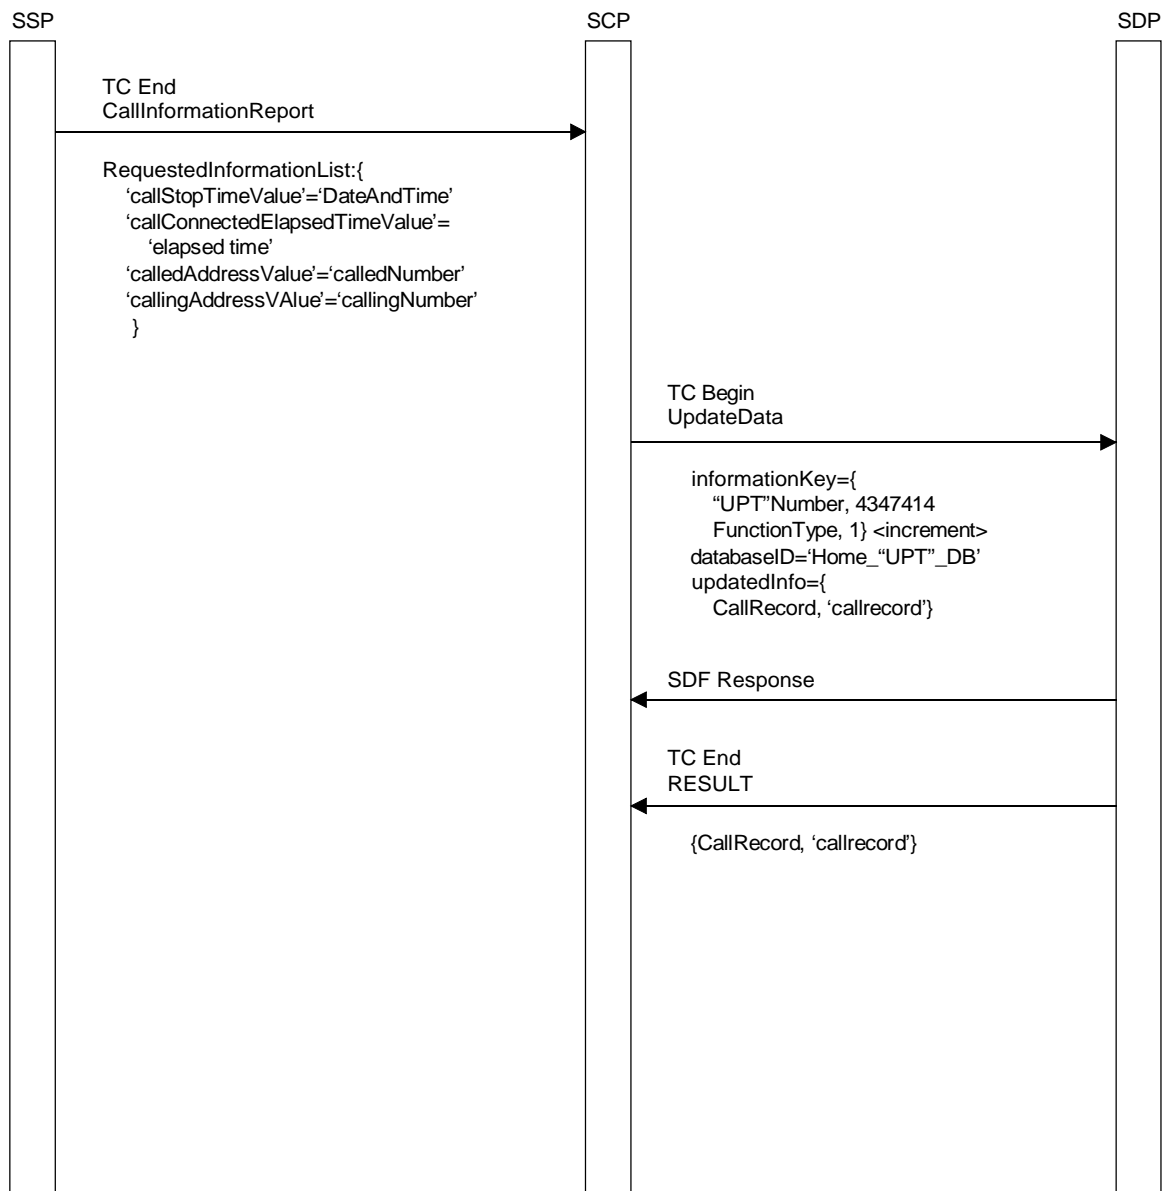 SSP
SCP
SDP
TC End
CallInformationReport
RequestedInformationList:{
‘callStopTimeValue’=‘DateAndTime’
‘callConnectedElapsedTimeValue’=
‘elapsed time’
‘calledAddressValue’=‘calledNumber’
‘callingAddressVAlue’=‘callingNumber’
}
TC Begin
UpdateData
informationKey={
“UPT”Number, 4347414
FunctionType, 1} <increment>
databaseID=‘Home_“UPT”_DB’
updatedInfo={
CallRecord, ‘callrecord’}
SDF Response
TC End
RESULT
{CallRecord, ‘callrecord’}